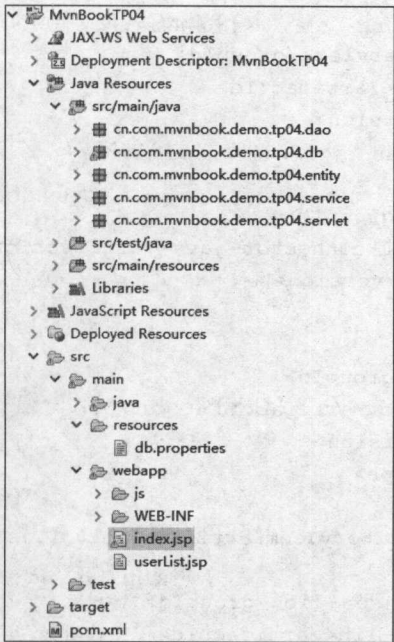 MvnBookTP04
JAX-WS Web Services
Deployment Descriptor: MvnBookTP04
Java Resources
src/main/java
cn.com.mvnbook.demo.tp04.dao
cn.com.mvnbook.demo.tp04.db
cn.com.mvnbook.demo.tp04.entity
cn.com.mvnbook.demo.tp04.service
cn.com.mvnbook.demo.tp04.servlet
src/test/java
src/main/resources
Libraries
JavaScript Resources
Deployed Resources
src
main
java
resources
db.properties
webapp
js
WEB-INF
index.jsp
userList.jsp
test
target
pom.xml